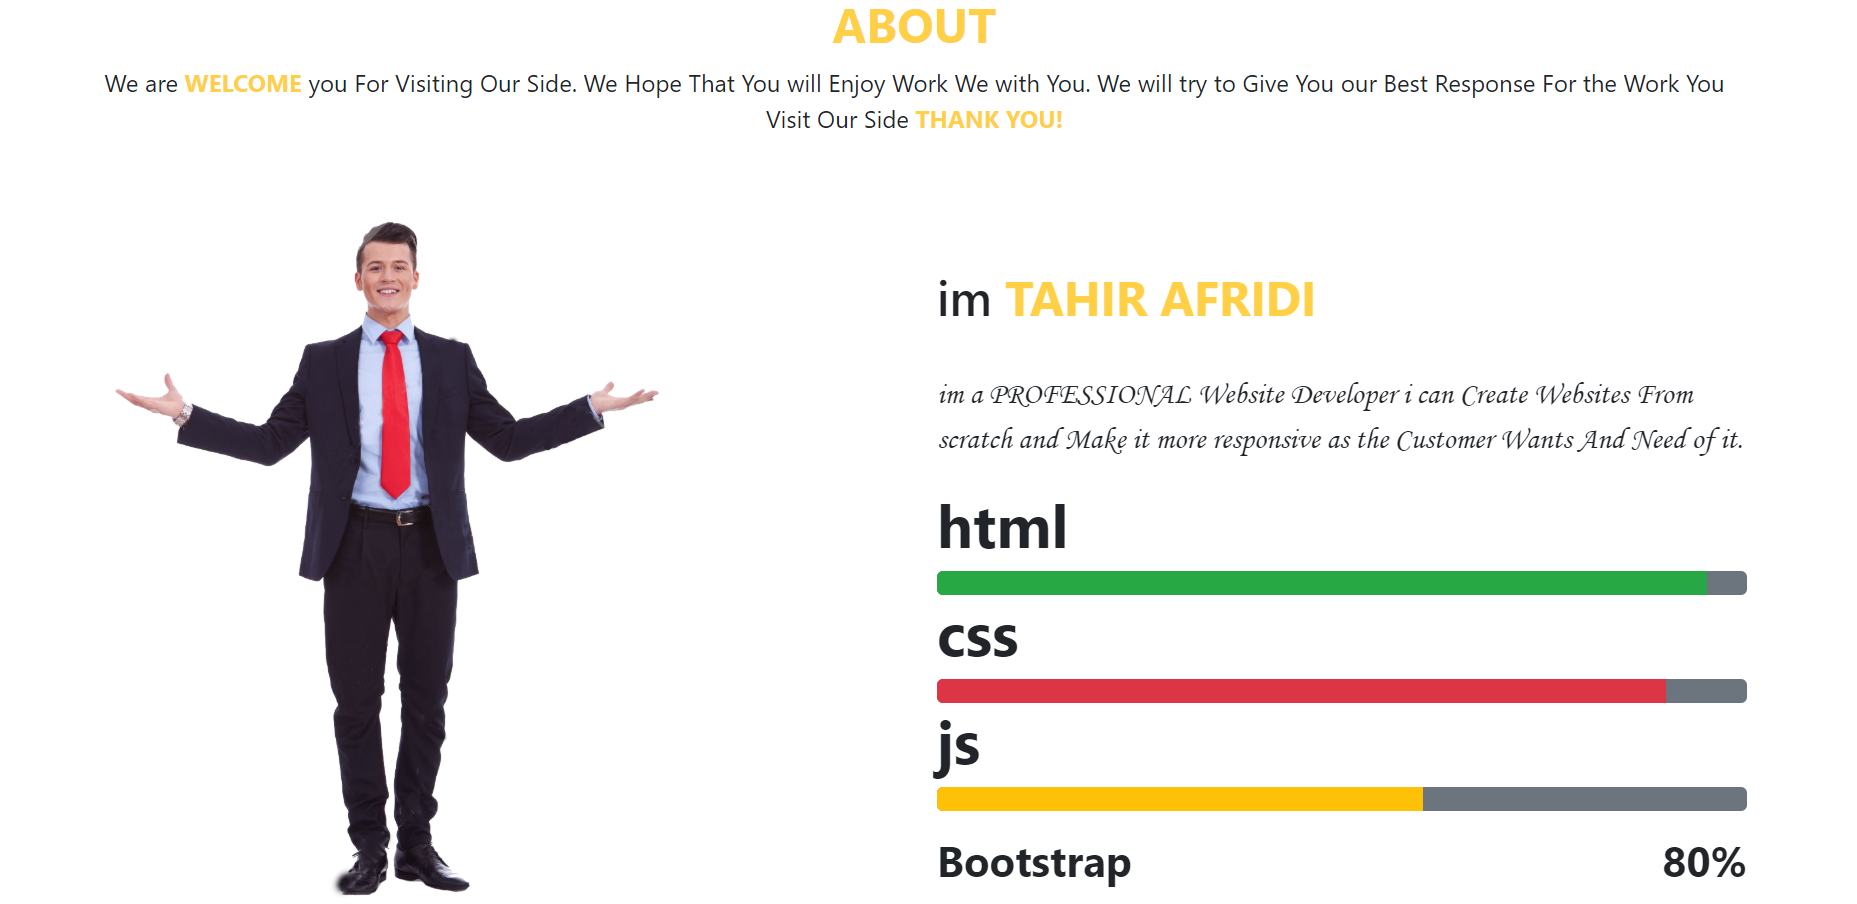 ABOUT
We are WELCOME you For Visiting Our Side. We Hope That You will Enjoy Work We with You. We will try to Give You our Best Response For the Work You
Visit Our Side THANK YOU!
im TAHIR AFRIDI
im a PROFESSIONAL Website Developer i can Create Websites From
scratch and Make it more responsive as the Customer Wants And Need of it.
html
css
js
Bootstrap 80%